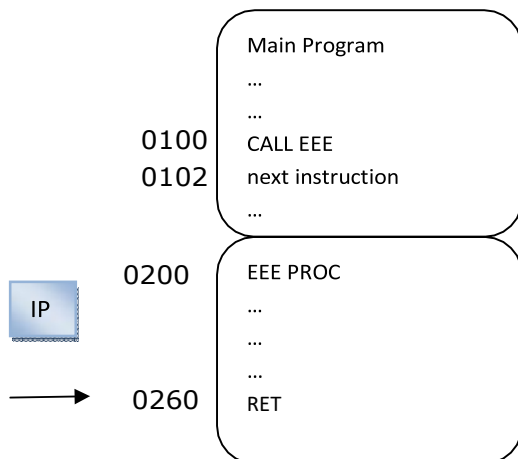 Main Program
...
...
0100 CALL EEE
0102 next instruction
...
0200 EEE PROC
IP
...
...
...
0260 RET